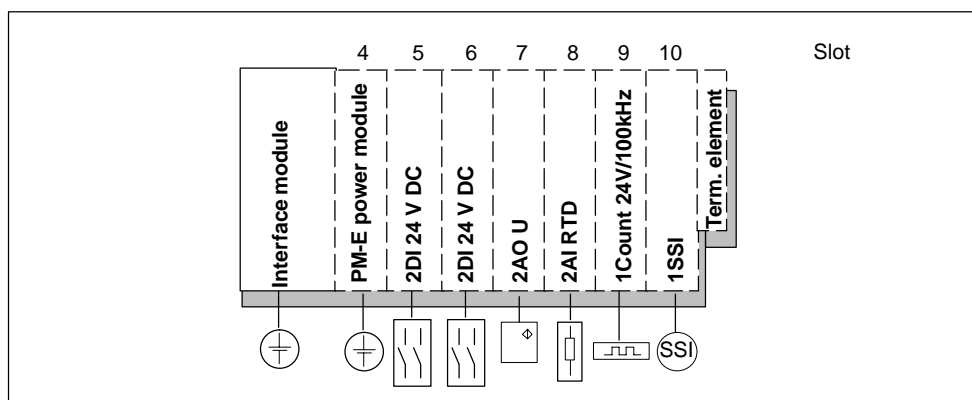 4 5 6 7 8 9 10 Slot
Interface module
PM-E power module
2DI 24 V DC
2DI 24 V DC
2AO U
2AI RTD
1Count 24V/100kHz
1SSI
Term. element
SSI